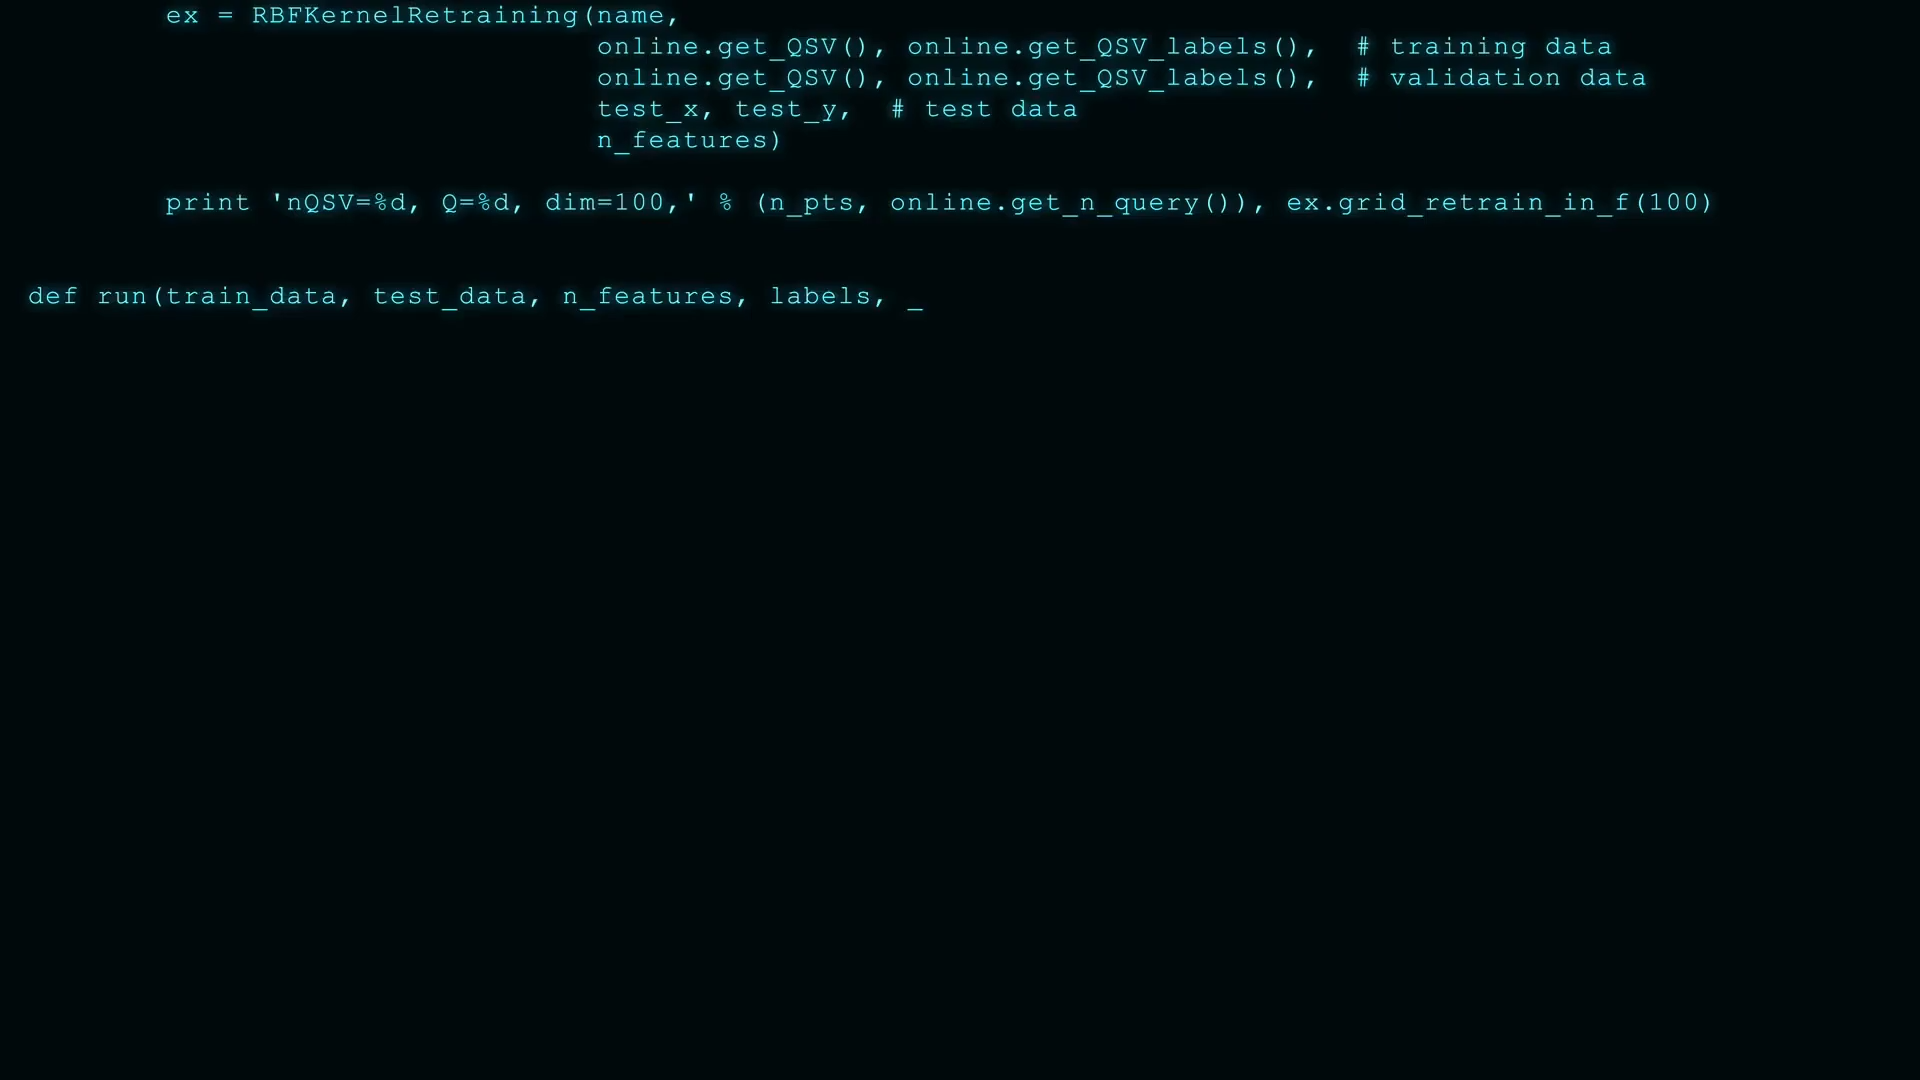 ex = RBFKernelRetraining(name,
online.get_QSV(), online.get_QSV_labels(),  # training data
online.get_QSV(), online.get_QSV_labels(),  # validation data
test_x, test_y,  # test data
n_features)
print 'nQSV=%d, Q=%d, dim=100,' % (n_pts, online.get_n_query()), ex.grid_retrain_in_f(100)
def run(train_data, test_data, n_features, labels, _